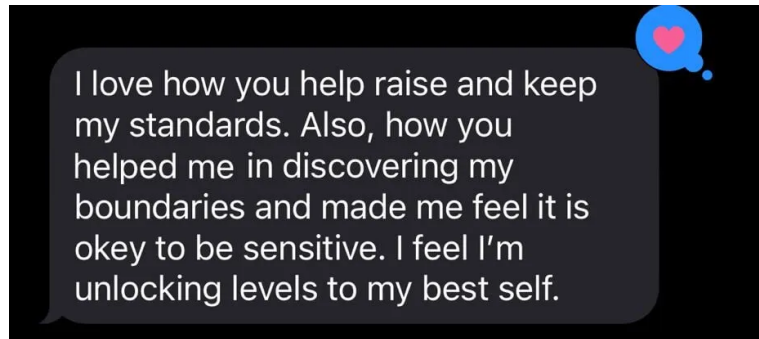 I love how you help raise and keep
my standards. Also, how you
helped me in discovering my
boundaries and made me feel it is
okey to be sensitive. I feel I’m
unlocking levels to my best self.